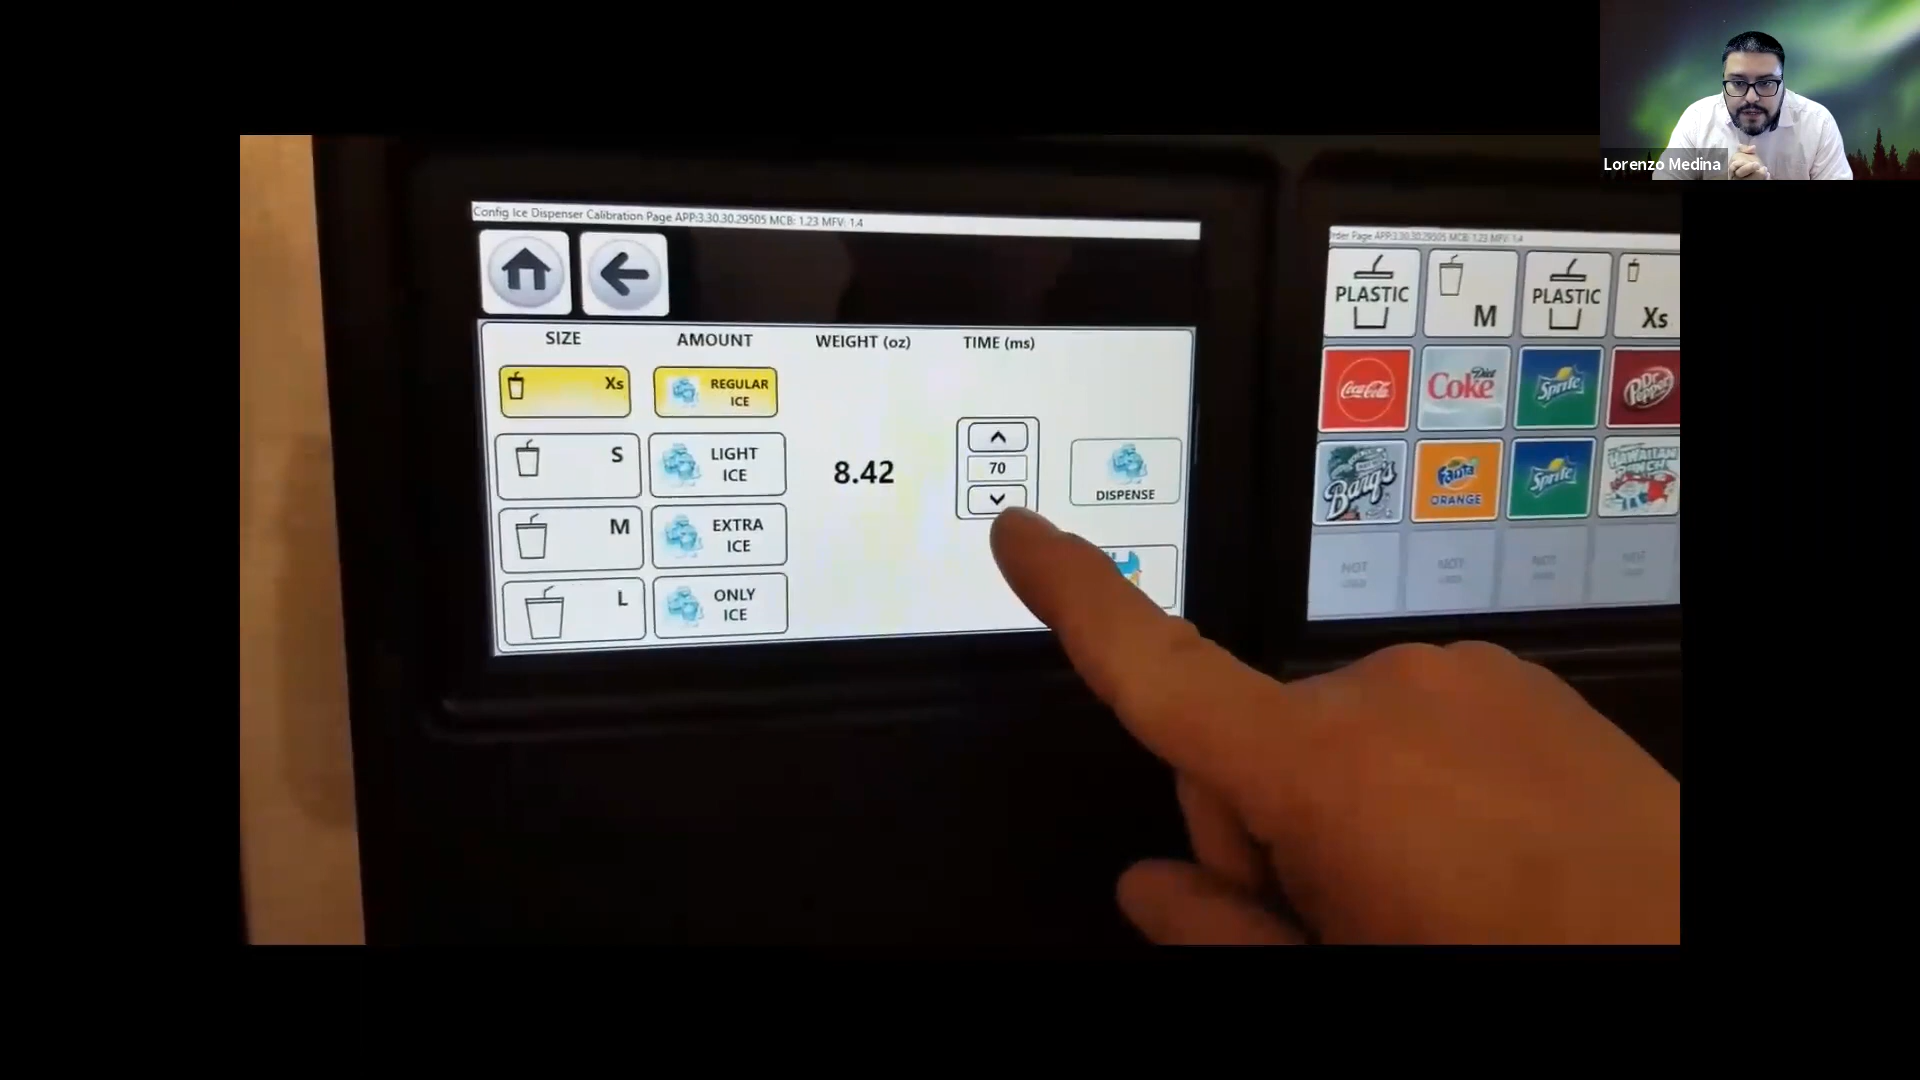 Lorenzo Medina
Config Ice Dispenser Calibration Page APP:3.30.30.29505 MCB: 1.23 MFV: 1.4
SIZE AMOUNT WEIGHT (oz) TIME (ms)
Xs
REGULAR
ICE
S
LIGHT
ICE
M
EXTRA
ICE
L
ONLY
ICE
8.42
70
DISPENSE
rder Page APP:3.30.30.29505 MCB: 1.23 MFV: 1.4
PLASTIC
M
PLASTIC
Xs
Coca-Cola
Diet
Coke
Sprite
Dr
Pepper
Barq's
Fanta
ORANGE
Sprite
HAWAIIAN
PUNCH
NOT
USED
NOT
USED
NOT
USED
NOT
USED